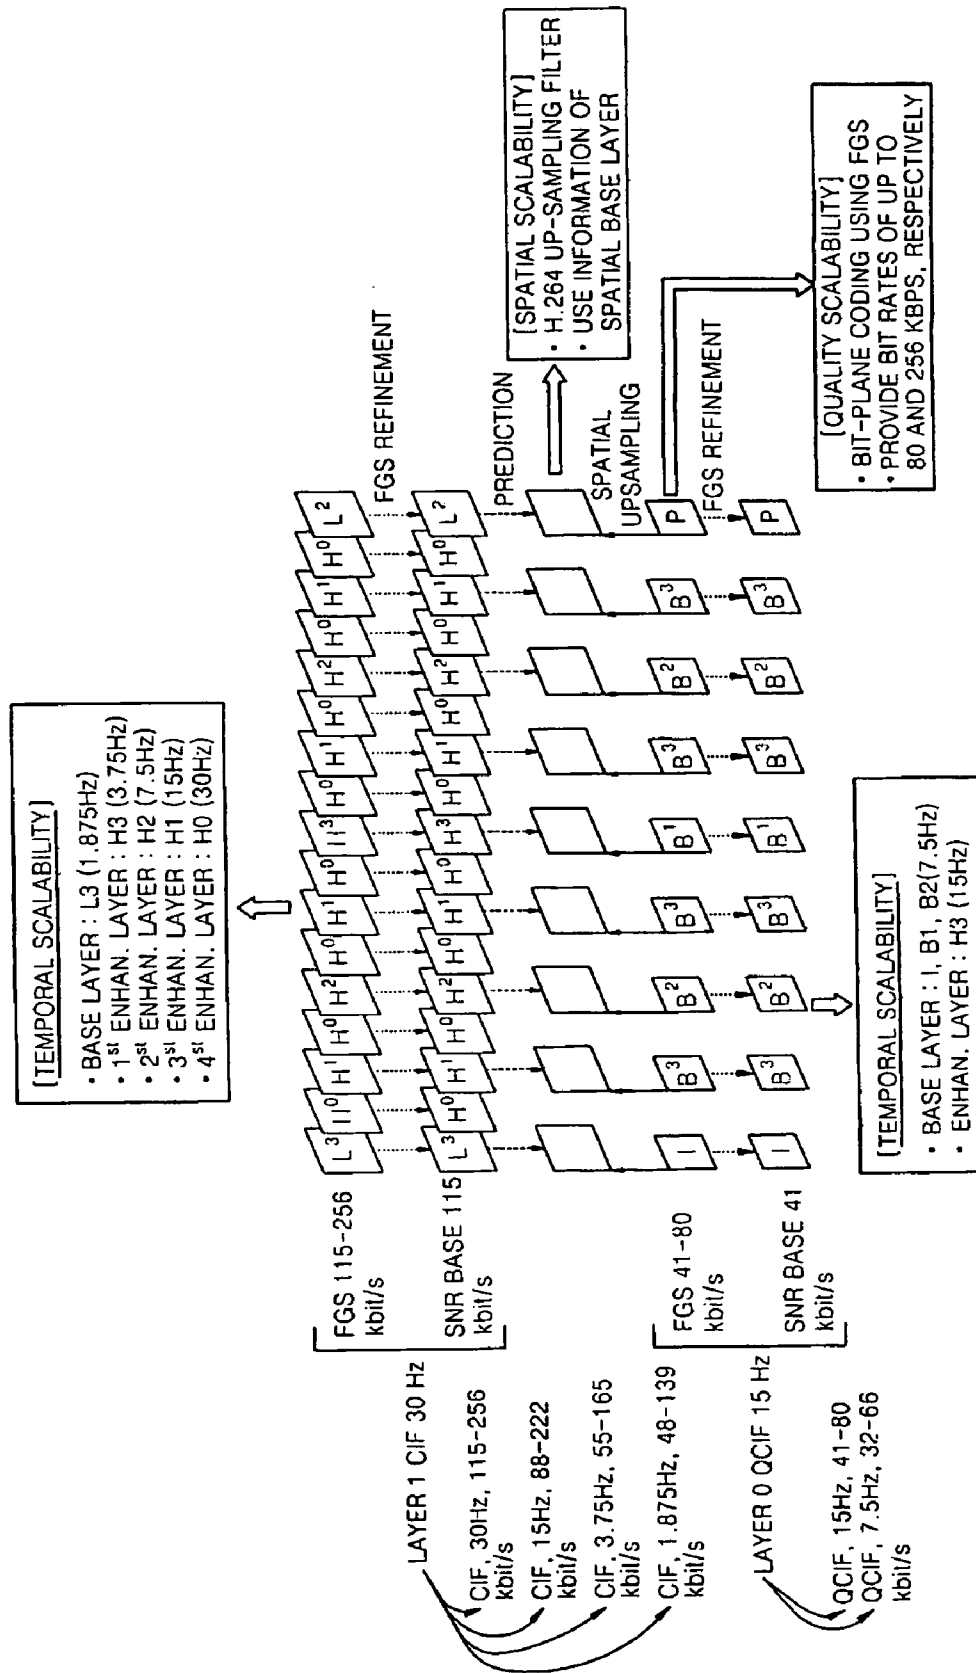 [TEMPORAL SCALABILITY]
• BASE LAYER : L3 (1.875Hz)
• 1st ENHAN. LAYER : H3 (3.75Hz)
• 2st ENHAN. LAYER : H2 (7.5Hz)
• 3st ENHAN. LAYER : H1 (15Hz)
• 4st ENHAN. LAYER : H0 (30Hz)
LAYER 1 CIF 30 Hz
CIF, 30Hz, 115-256
kbit/s
CIF, 15Hz, 88-222
kbit/s
CIF, 3.75Hz, 55-165
kbit/s
CIF, 1.875Hz, 48-139
kbit/s
FGS 115-256
kbit/s
L3 H0 H1 H0 H2 H0 H1 H0 H3 H0 H1 H0 H2 H0 H1 H0 L2
FGS REFINEMENT
SNR BASE 115
kbit/s
L3 H0 H1 H0 H2 H0 H1 H0 H3 H0 H1 H0 H2 H0 H1 H0 L2
PREDICTION
[SPATIAL SCALABILITY]
• H.264 UP-SAMPLING FILTER
• USE INFORMATION OF
SPATIAL BASE LAYER
SPATIAL
UPSAMPLING
LAYER 0 QCIF 15 Hz
QCIF, 15Hz, 41-80
QCIF, 7.5Hz, 32-66
kbit/s
FGS 41-80
kbit/s
I B3 B2 B3 B1 B3 B2 B3 P
FGS REFINEMENT
SNR BASE 41
kbit/s
I B3 B2 B3 B1 B3 B2 B3 P
[QUALITY SCALABILITY]
• BIT-PLANE CODING USING FGS
• PROVIDE BIT RATES OF UP TO
80 AND 256 KBPS, RESPECTIVELY
[TEMPORAL SCALABILITY]
• BASE LAYER : I, B1, B2(7.5Hz)
• ENHAN. LAYER : H3 (15Hz)